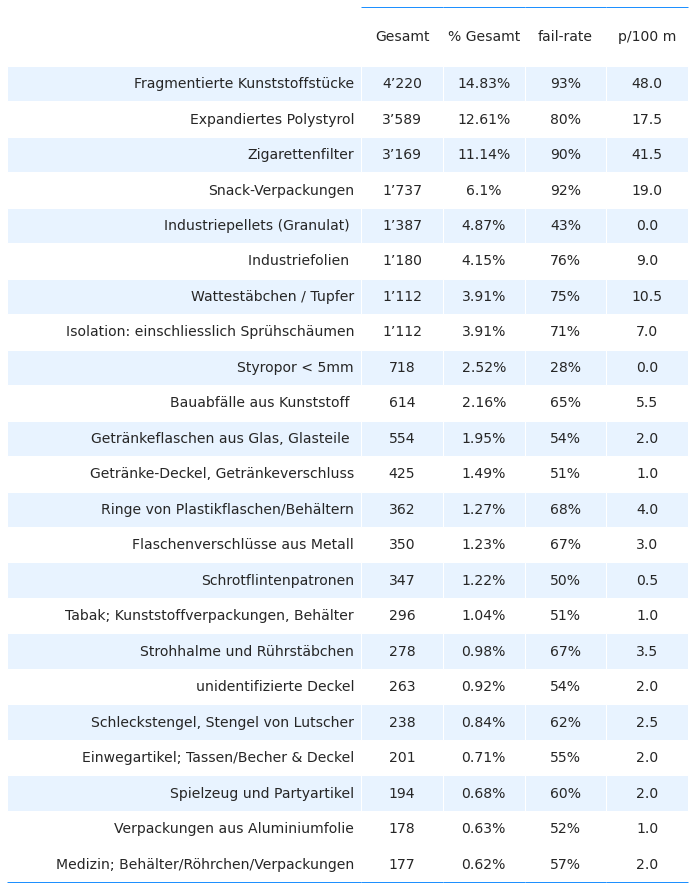 Gesamt % Gesamt fail-rate p/100 m
Fragmentierte Kunststoffstücke 4’220 14.83% 93% 48.0
Expandiertes Polystyrol 3’589 12.61% 80% 17.5
Zigarettenfilter 3’169 11.14% 90% 41.5
Snack-Verpackungen 1’737 6.1% 92% 19.0
Industriepellets (Granulat) 1’387 4.87% 43% 0.0
Industriefolien 1’180 4.15% 76% 9.0
Wattestäbchen / Tupfer 1’112 3.91% 75% 10.5
Isolation: einschliesslich Sprühschäumen 1’112 3.91% 71% 7.0
Styropor < 5mm 718 2.52% 28% 0.0
Bauabfälle aus Kunststoff 614 2.16% 65% 5.5
Getränkeflaschen aus Glas, Glasteile 554 1.95% 54% 2.0
Getränke-Deckel, Getränkeverschluss 425 1.49% 51% 1.0
Ringe von Plastikflaschen/Behältern 362 1.27% 68% 4.0
Flaschenverschlüsse aus Metall 350 1.23% 67% 3.0
Schrotflintenpatronen 347 1.22% 50% 0.5
Tabak; Kunststoffverpackungen, Behälter 296 1.04% 51% 1.0
Strohhalme und Rührstäbchen 278 0.98% 67% 3.5
unidentifizierte Deckel 263 0.92% 54% 2.0
Schleckstengel, Stengel von Lutscher 238 0.84% 62% 2.5
Einwegartikel; Tassen/Becher & Deckel 201 0.71% 55% 2.0
Spielzeug und Partyartikel 194 0.68% 60% 2.0
Verpackungen aus Aluminiumfolie 178 0.63% 52% 1.0
Medizin; Behälter/Röhrchen/Verpackungen 177 0.62% 57% 2.0